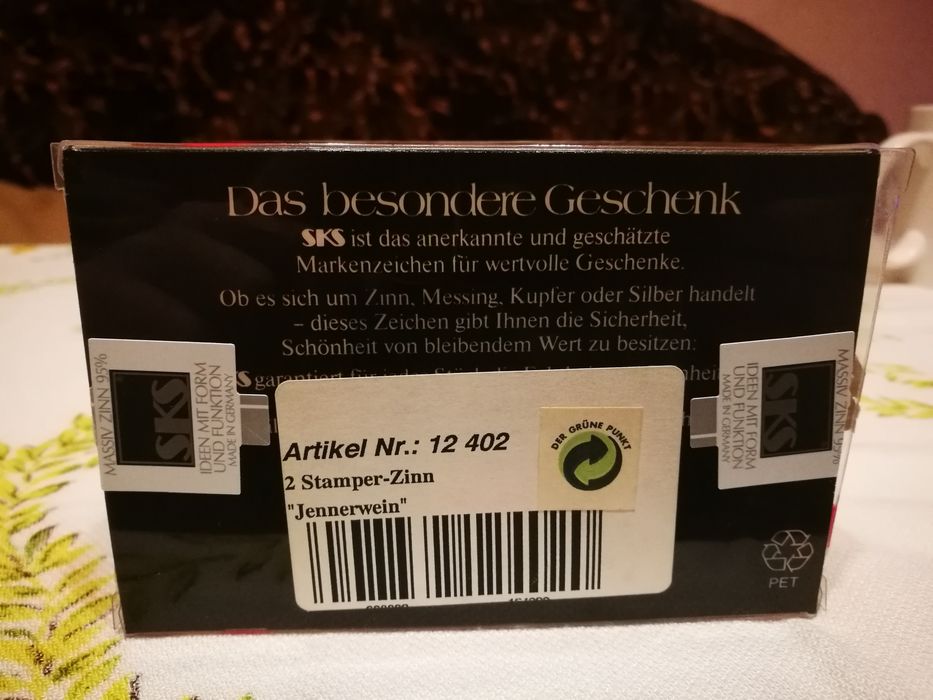 Das besondere Geschenk
SKS ist das anerkannte und geschätzte
Markenzeichen für wertvolle Geschenke.
Ob es sich um Zinn, Messing, Kupfer oder Silber handelt
– dieses Zeichen gibt Ihnen die Sicherheit,
Schönheit von bleibendem Wert zu besitzen:
garantiert
MASSIV ZINN 95%
SKS
IDEEN MIT FORM
UND FUNKTION
MADE IN GERMANY
Artikel Nr.: 12 402
2 Stamper-Zinn
"Jennerwein"
DER GRÜNE PUNKT
MASSIV ZINN 95%
SKS
IDEEN MIT FORM
UND FUNKTION
MADE IN GERMANY
PET